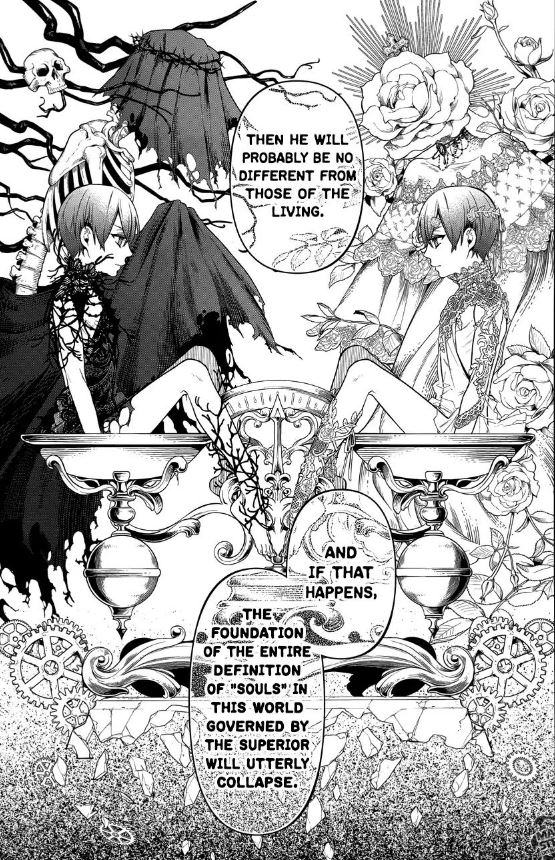 THEN HE WILL
PROBABLY BE NO
DIFFERENT FROM
THOSE OF THE
LIVING.
AND
IF THAT
HAPPENS,
THE
FOUNDATION
OF THE ENTIRE
DEFINITION
OF "SOULS" IN
THIS WORLD
GOVERNED BY
THE SUPERIOR
WILL UTTERLY
COLLAPSE.